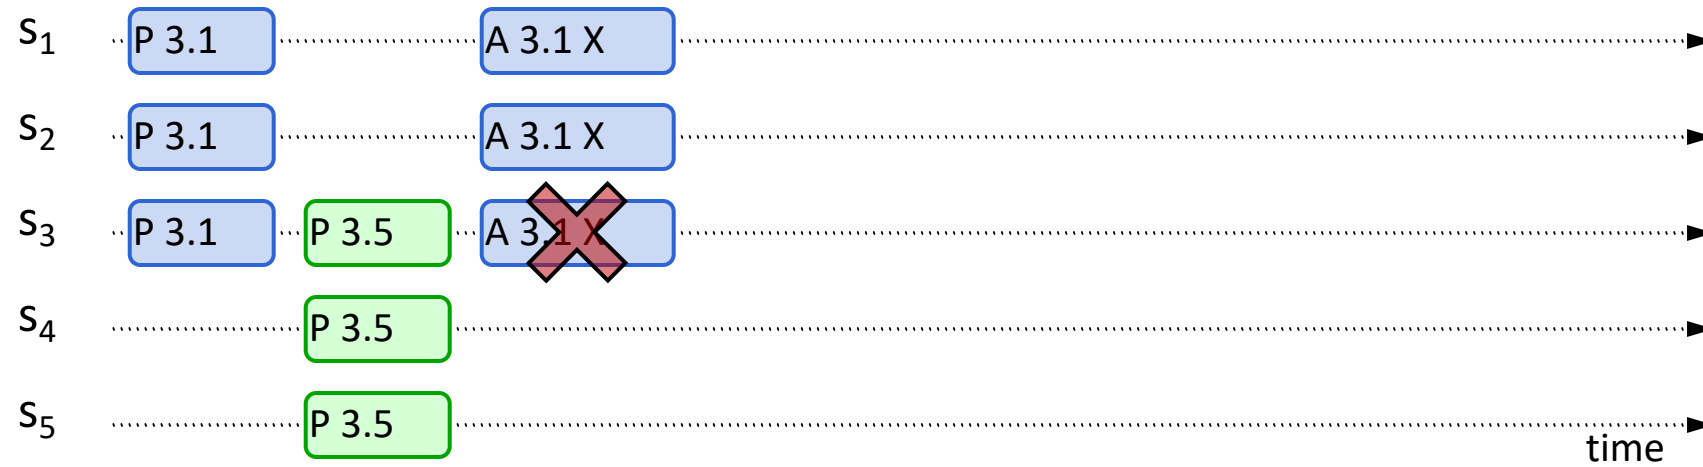 S1 P 3.1 A 3.1 X
S2 P 3.1 A 3.1 X
S3 P 3.1 P 3.5 A 3.1 X
S4 P 3.5
S5 P 3.5
time